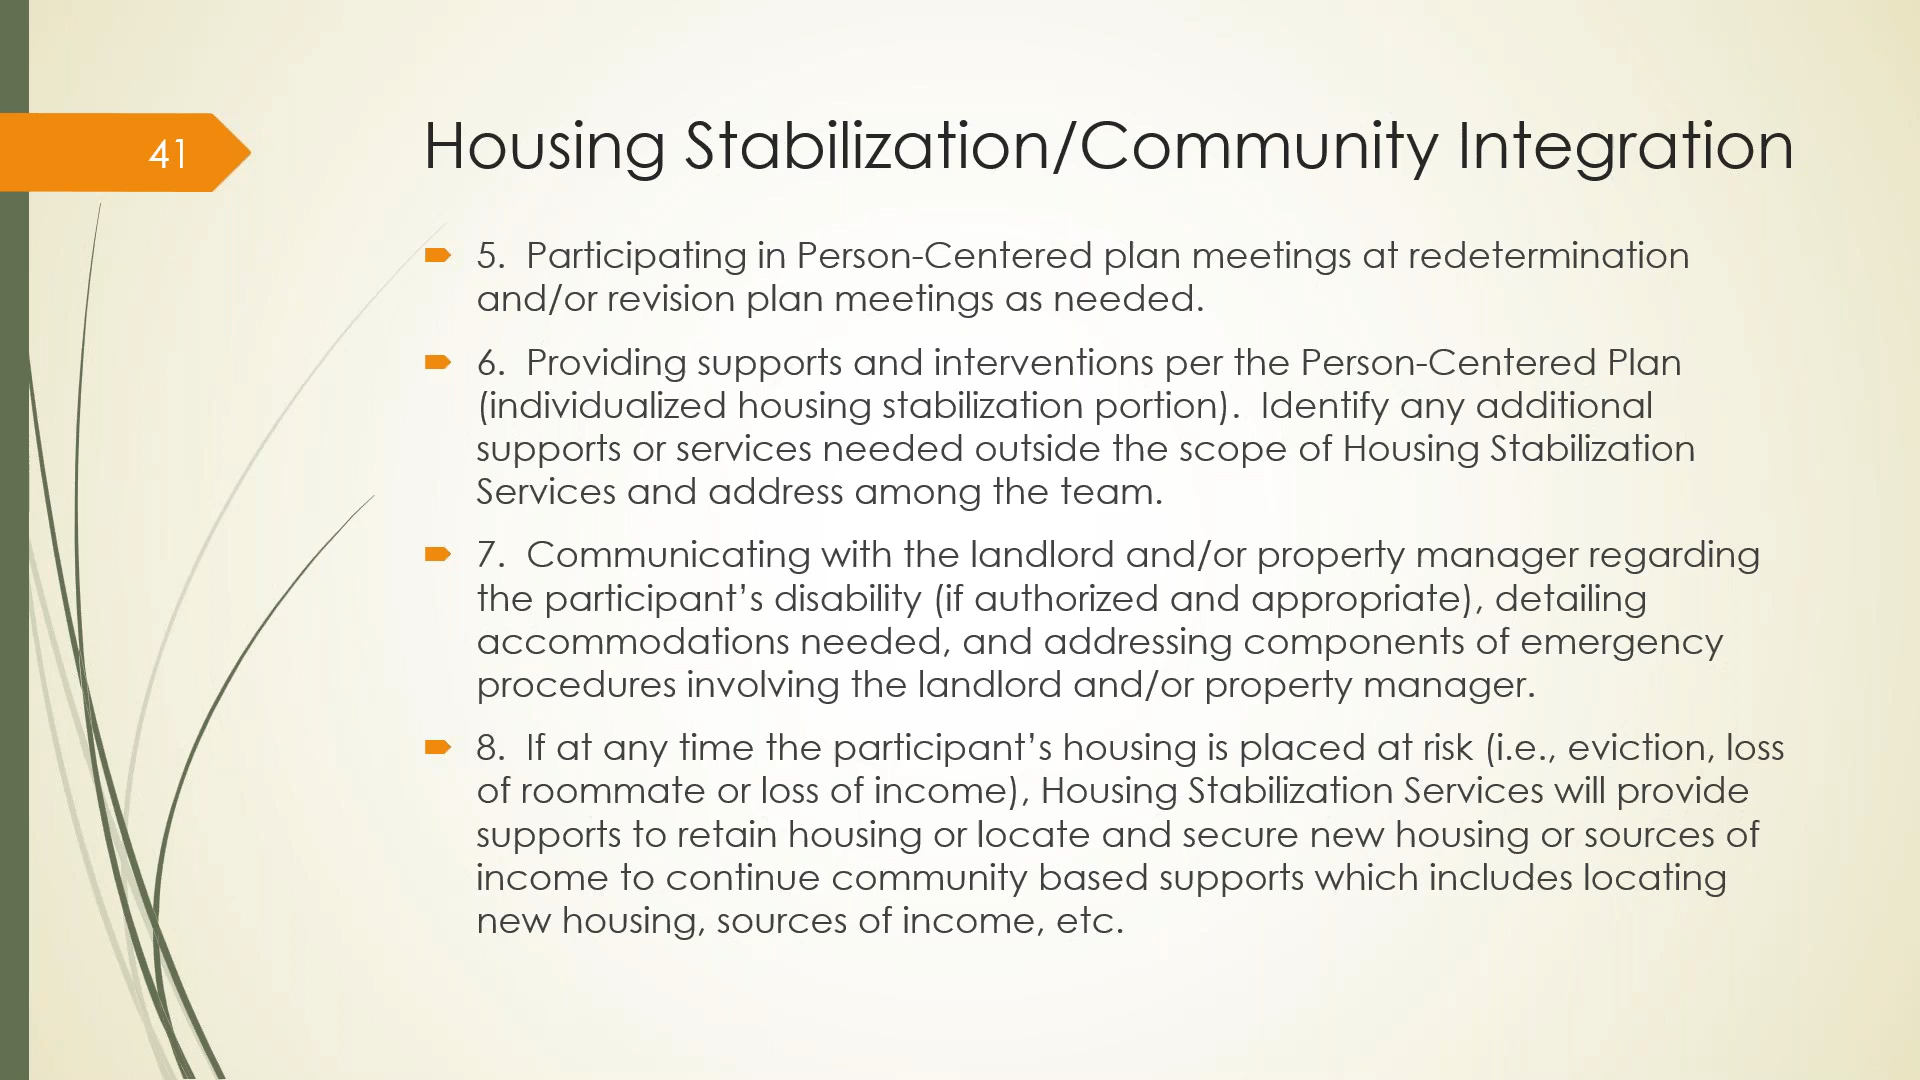 41
Housing Stabilization/Community Integration
5.  Participating in Person-Centered plan meetings at redetermination
and/or revision plan meetings as needed.
6.  Providing supports and interventions per the Person-Centered Plan
(individualized housing stabilization portion).  Identify any additional
supports or services needed outside the scope of Housing Stabilization
Services and address among the team.
7.  Communicating with the landlord and/or property manager regarding
the participant’s disability (if authorized and appropriate), detailing
accommodations needed, and addressing components of emergency
procedures involving the landlord and/or property manager.
8.  If at any time the participant’s housing is placed at risk (i.e., eviction, loss
of roommate or loss of income), Housing Stabilization Services will provide
supports to retain housing or locate and secure new housing or sources of
income to continue community based supports which includes locating
new housing, sources of income, etc.